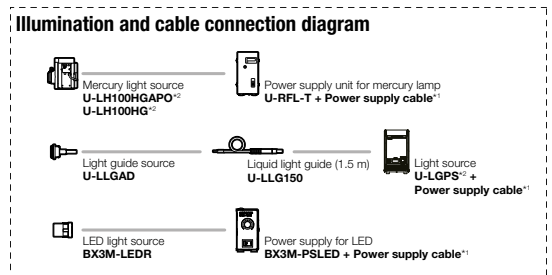 Illumination and cable connection diagram
Mercury light source
U-LH100HGAPO*2
U-LH100HG*2
Power supply unit for mercury lamp
U-RFL-T + Power supply cable*1
Light guide source
U-LLGAD
Liquid light guide (1.5 m)
U-LLG150
Light source
U-LGPS*2 +
Power supply cable*1
LED light source
BX3M-LEDR
Power supply for LED
BX3M-PSLED + Power supply cable*1